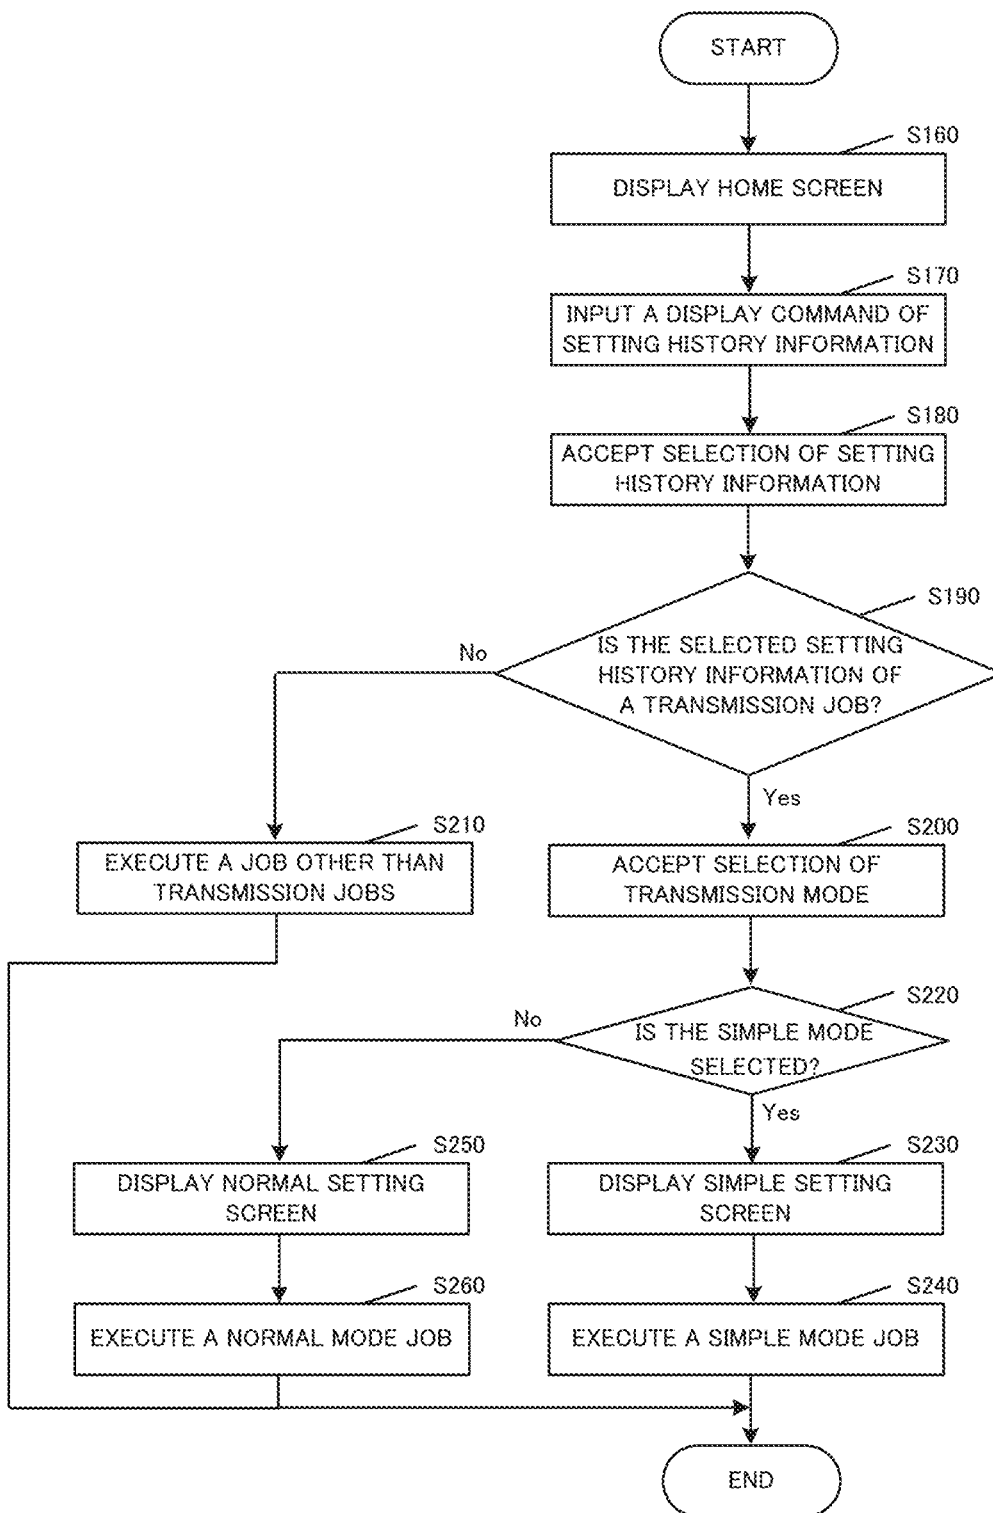 START
S160
DISPLAY HOME SCREEN
S170
INPUT A DISPLAY COMMAND OF
SETTING HISTORY INFORMATION
S180
ACCEPT SELECTION OF SETTING
HISTORY INFORMATION
S190
IS THE SELECTED SETTING
HISTORY INFORMATION OF
A TRANSMISSION JOB?
No
Yes
S210
EXECUTE A JOB OTHER THAN
TRANSMISSION JOBS
S200
ACCEPT SELECTION OF
TRANSMISSION MODE
S220
IS THE SIMPLE MODE
SELECTED?
No
Yes
S250
DISPLAY NORMAL SETTING
SCREEN
S230
DISPLAY SIMPLE SETTING
SCREEN
S260
EXECUTE A NORMAL MODE JOB
S240
EXECUTE A SIMPLE MODE JOB
END